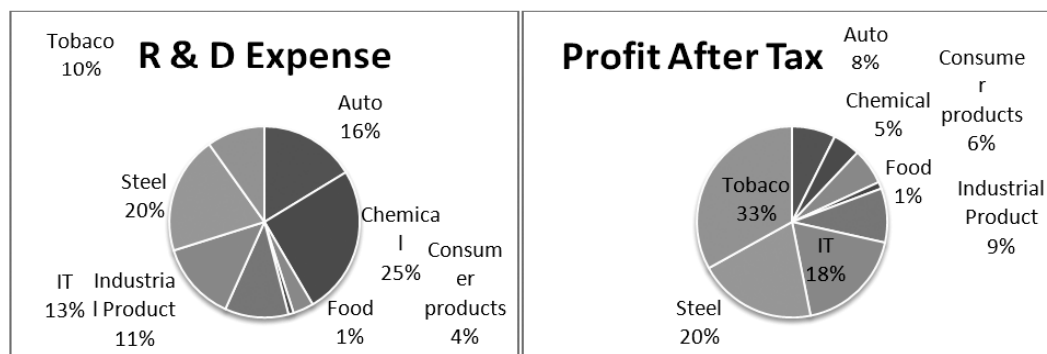 R & D Expense
Tobaco
10%
Auto
16%
Steel
20%
Chemica
l
25%
Consum
er
products
4%
IT
13%
Industria
l Product
11%
Food
1%
Profit After Tax
Auto
8%
Consume
r
products
6%
Chemical
5%
Food
1%
Tobaco
33%
Industrial
Product
9%
IT
18%
Steel
20%